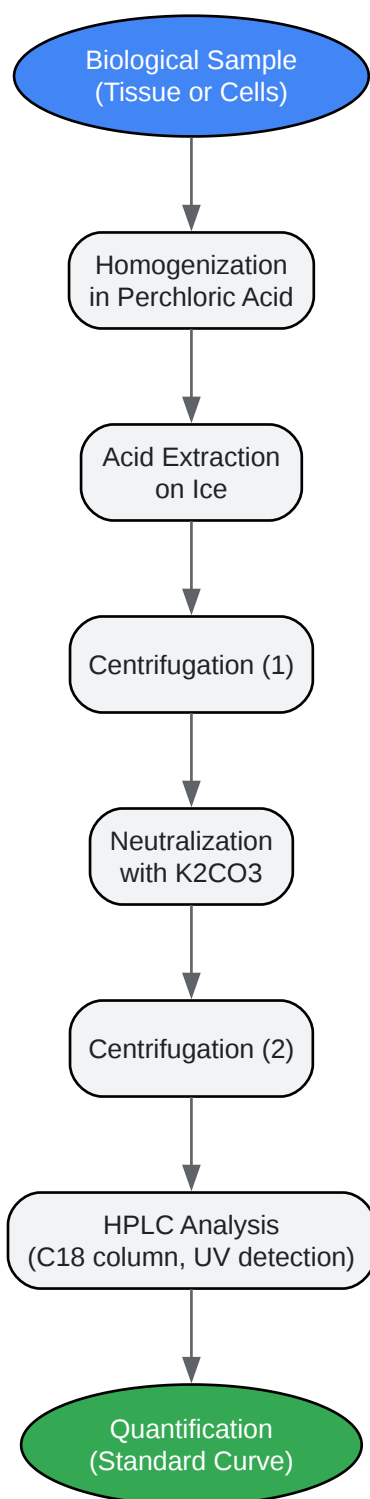 Biological Sample
(Tissue or Cells)
Homogenization
in Perchloric Acid
Acid Extraction
on Ice
Centrifugation (1)
Neutralization
with K2CO3
Centrifugation (2)
HPLC Analysis
(C18 column, UV detection)
Quantification
(Standard Curve)